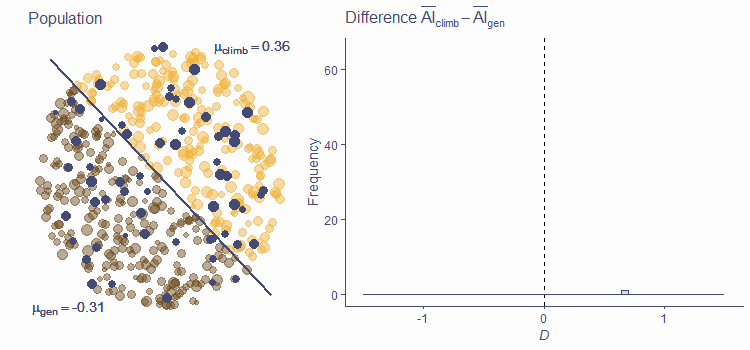 Population
μclimb = 0.36
μgen = -0.31
Difference AIclimb – AIgen
Frequency
60
40
20
0
-1
0
1
D